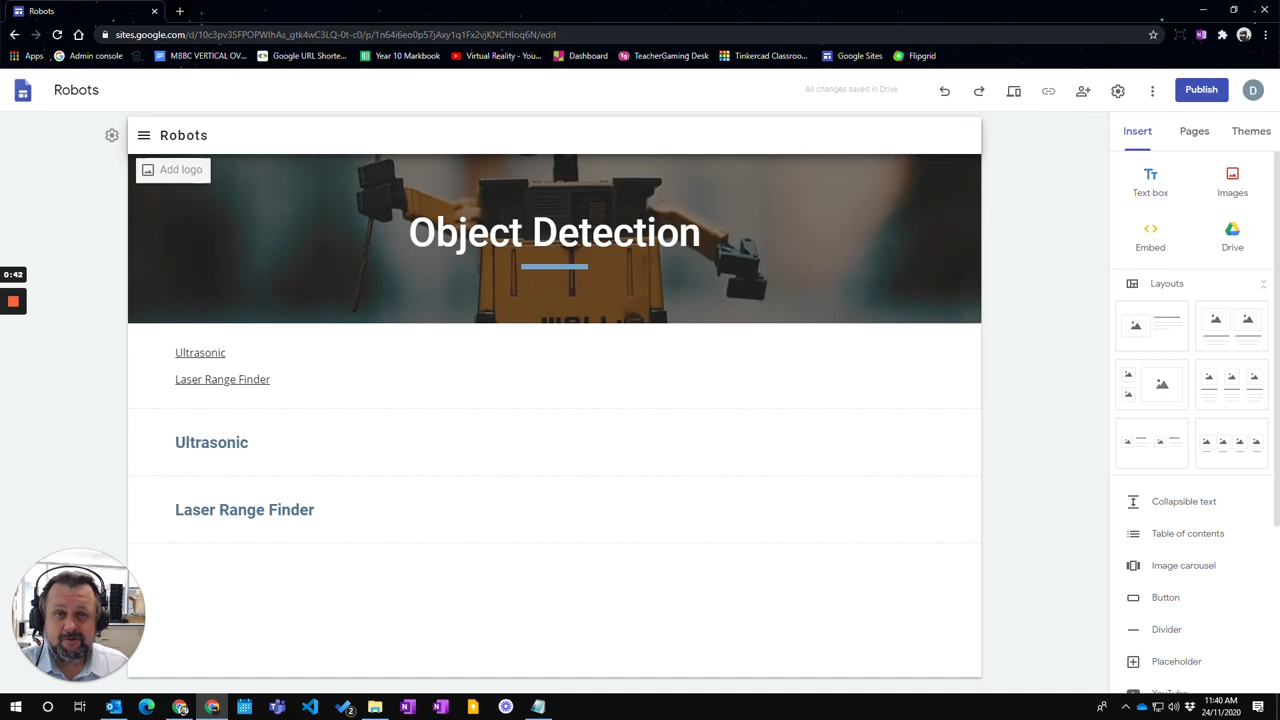 Robots
sites.google.com/d/10c3pv3SFPOPWIhAs_gtk4wC3LQ-0t-c0/p/1n64i6eo0p57jAxy1q1Fx2vjKNCHIoq6N/edit
Apps
Admin console
MBBC VERTICAL OV...
Google URL Shorte...
Year 10 Markbook
Virtual Reality - You...
Outlook
TeacherGaming Desk
Tinkercad Classroo...
Google Sites
Flipgrid
Robots
All changes saved in Drive
Publish
D
Robots
Insert
Pages
Themes
Add logo
Text box
Images
Object Detection
Embed
Drive
0:42
Layouts
Ultrasonic
Laser Range Finder
Ultrasonic
Laser Range Finder
Collapsible text
Table of contents
Image carousel
Button
Divider
Placeholder
YouTube
2
11:40 AM
24/11/2020